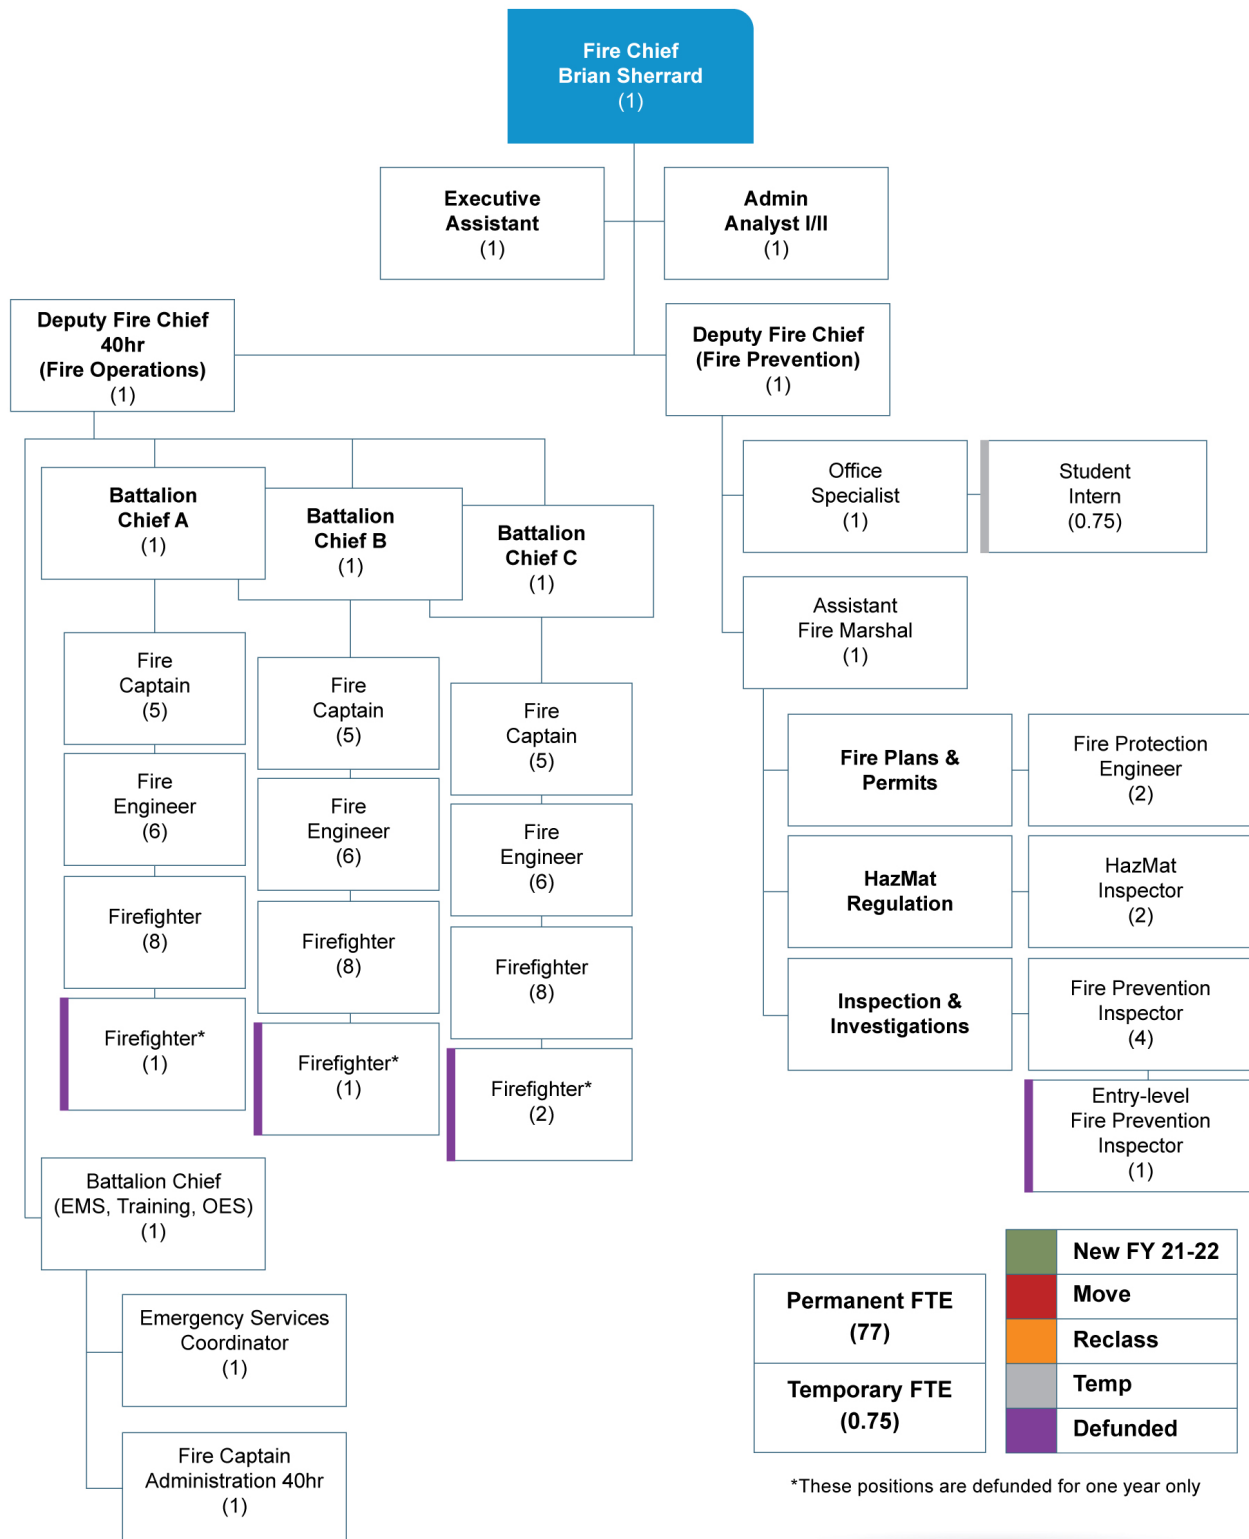 Fire Chief
Brian Sherrard
(1)
Executive
Assistant
(1)
Admin
Analyst I/II
(1)
Deputy Fire Chief
40hr
(Fire Operations)
(1)
Deputy Fire Chief
(Fire Prevention)
(1)
Battalion
Chief A
(1)
Battalion
Chief B
(1)
Battalion
Chief C
(1)
Fire
Captain
(5)
Fire
Engineer
(6)
Firefighter
(8)
Firefighter*
(1)
Fire
Captain
(5)
Fire
Engineer
(6)
Firefighter
(8)
Firefighter*
(1)
Fire
Captain
(5)
Fire
Engineer
(6)
Firefighter
(8)
Firefighter*
(2)
Battalion Chief
(EMS, Training, OES)
(1)
Emergency Services
Coordinator
(1)
Fire Captain
Administration 40hr
(1)
Office
Specialist
(1)
Student
Intern
(0.75)
Assistant
Fire Marshal
(1)
Fire Plans &
Permits
Fire Protection
Engineer
(2)
HazMat
Regulation
HazMat
Inspector
(2)
Inspection &
Investigations
Fire Prevention
Inspector
(4)
Entry-level
Fire Prevention
Inspector
(1)
Permanent FTE
(77)
Temporary FTE
(0.75)
New FY 21-22
Move
Reclass
Temp
Defunded
*These positions are defunded for one year only